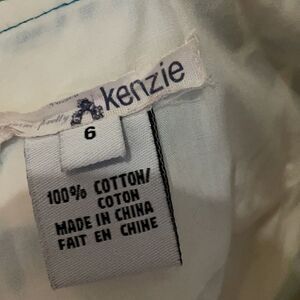 kenzie
6
100% COTTON/
COTON
MADE IN CHINA
FAIT EN CHINE